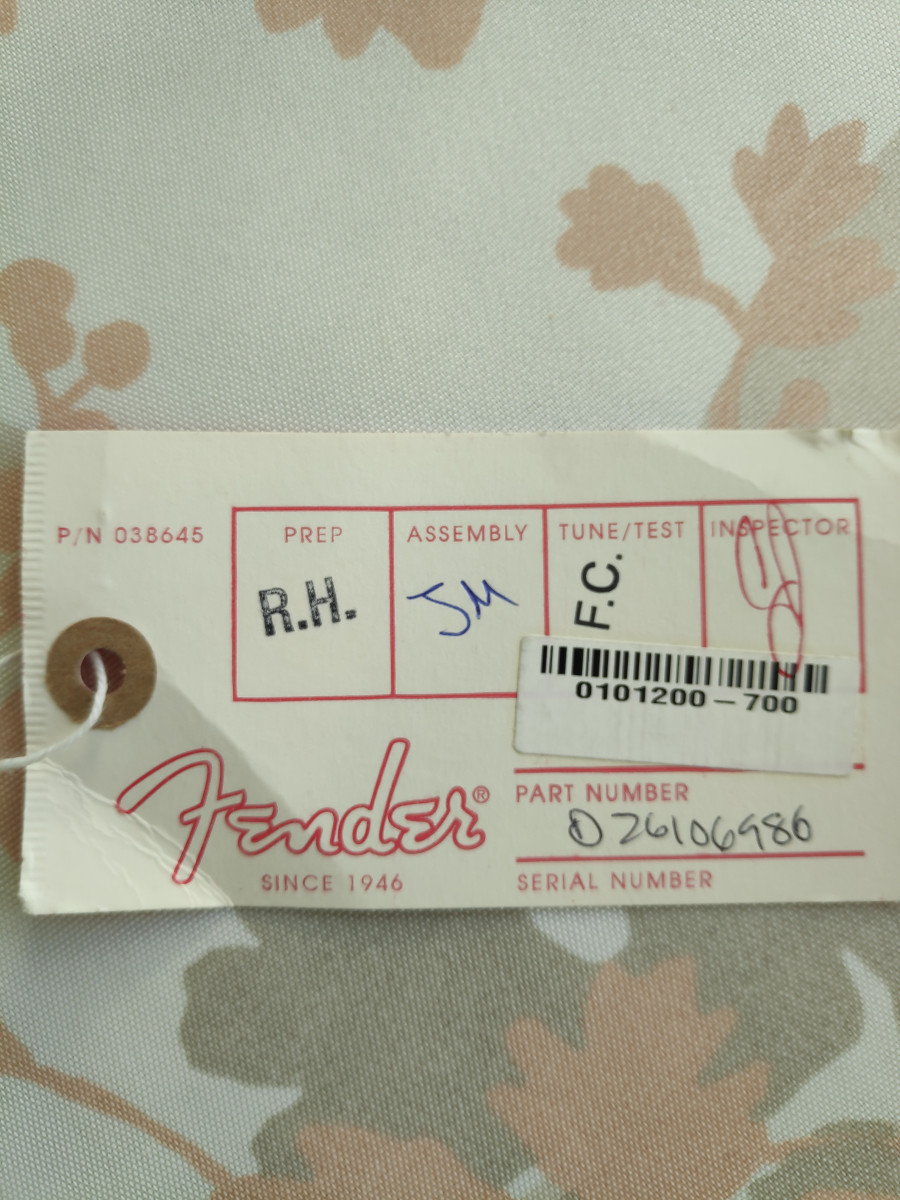 P/N 038645
PREP
ASSEMBLY
TUNE/TEST
INSPECTOR
R.H.
JM
F.C.
0101200-700
Fender®
SINCE 1946
PART NUMBER
D26106986
SERIAL NUMBER